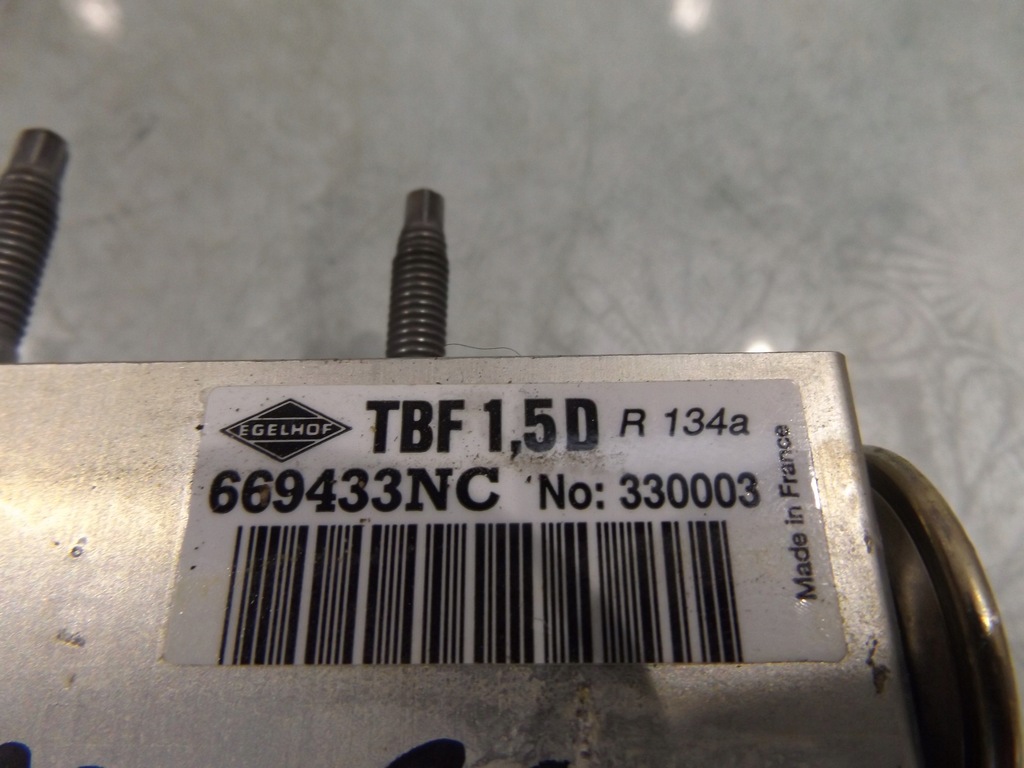 EGELHOF TBF 1,5D R 134a
669433NC No: 330003
Made in France